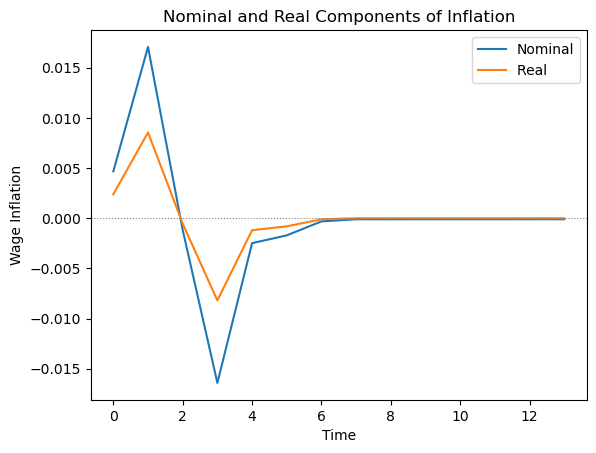 Nominal and Real Components of Inflation
Nominal
Real
Wage Inflation
0.015
0.010
0.005
0.000
−0.005
−0.010
−0.015
0 2 4 6 8 10 12
Time